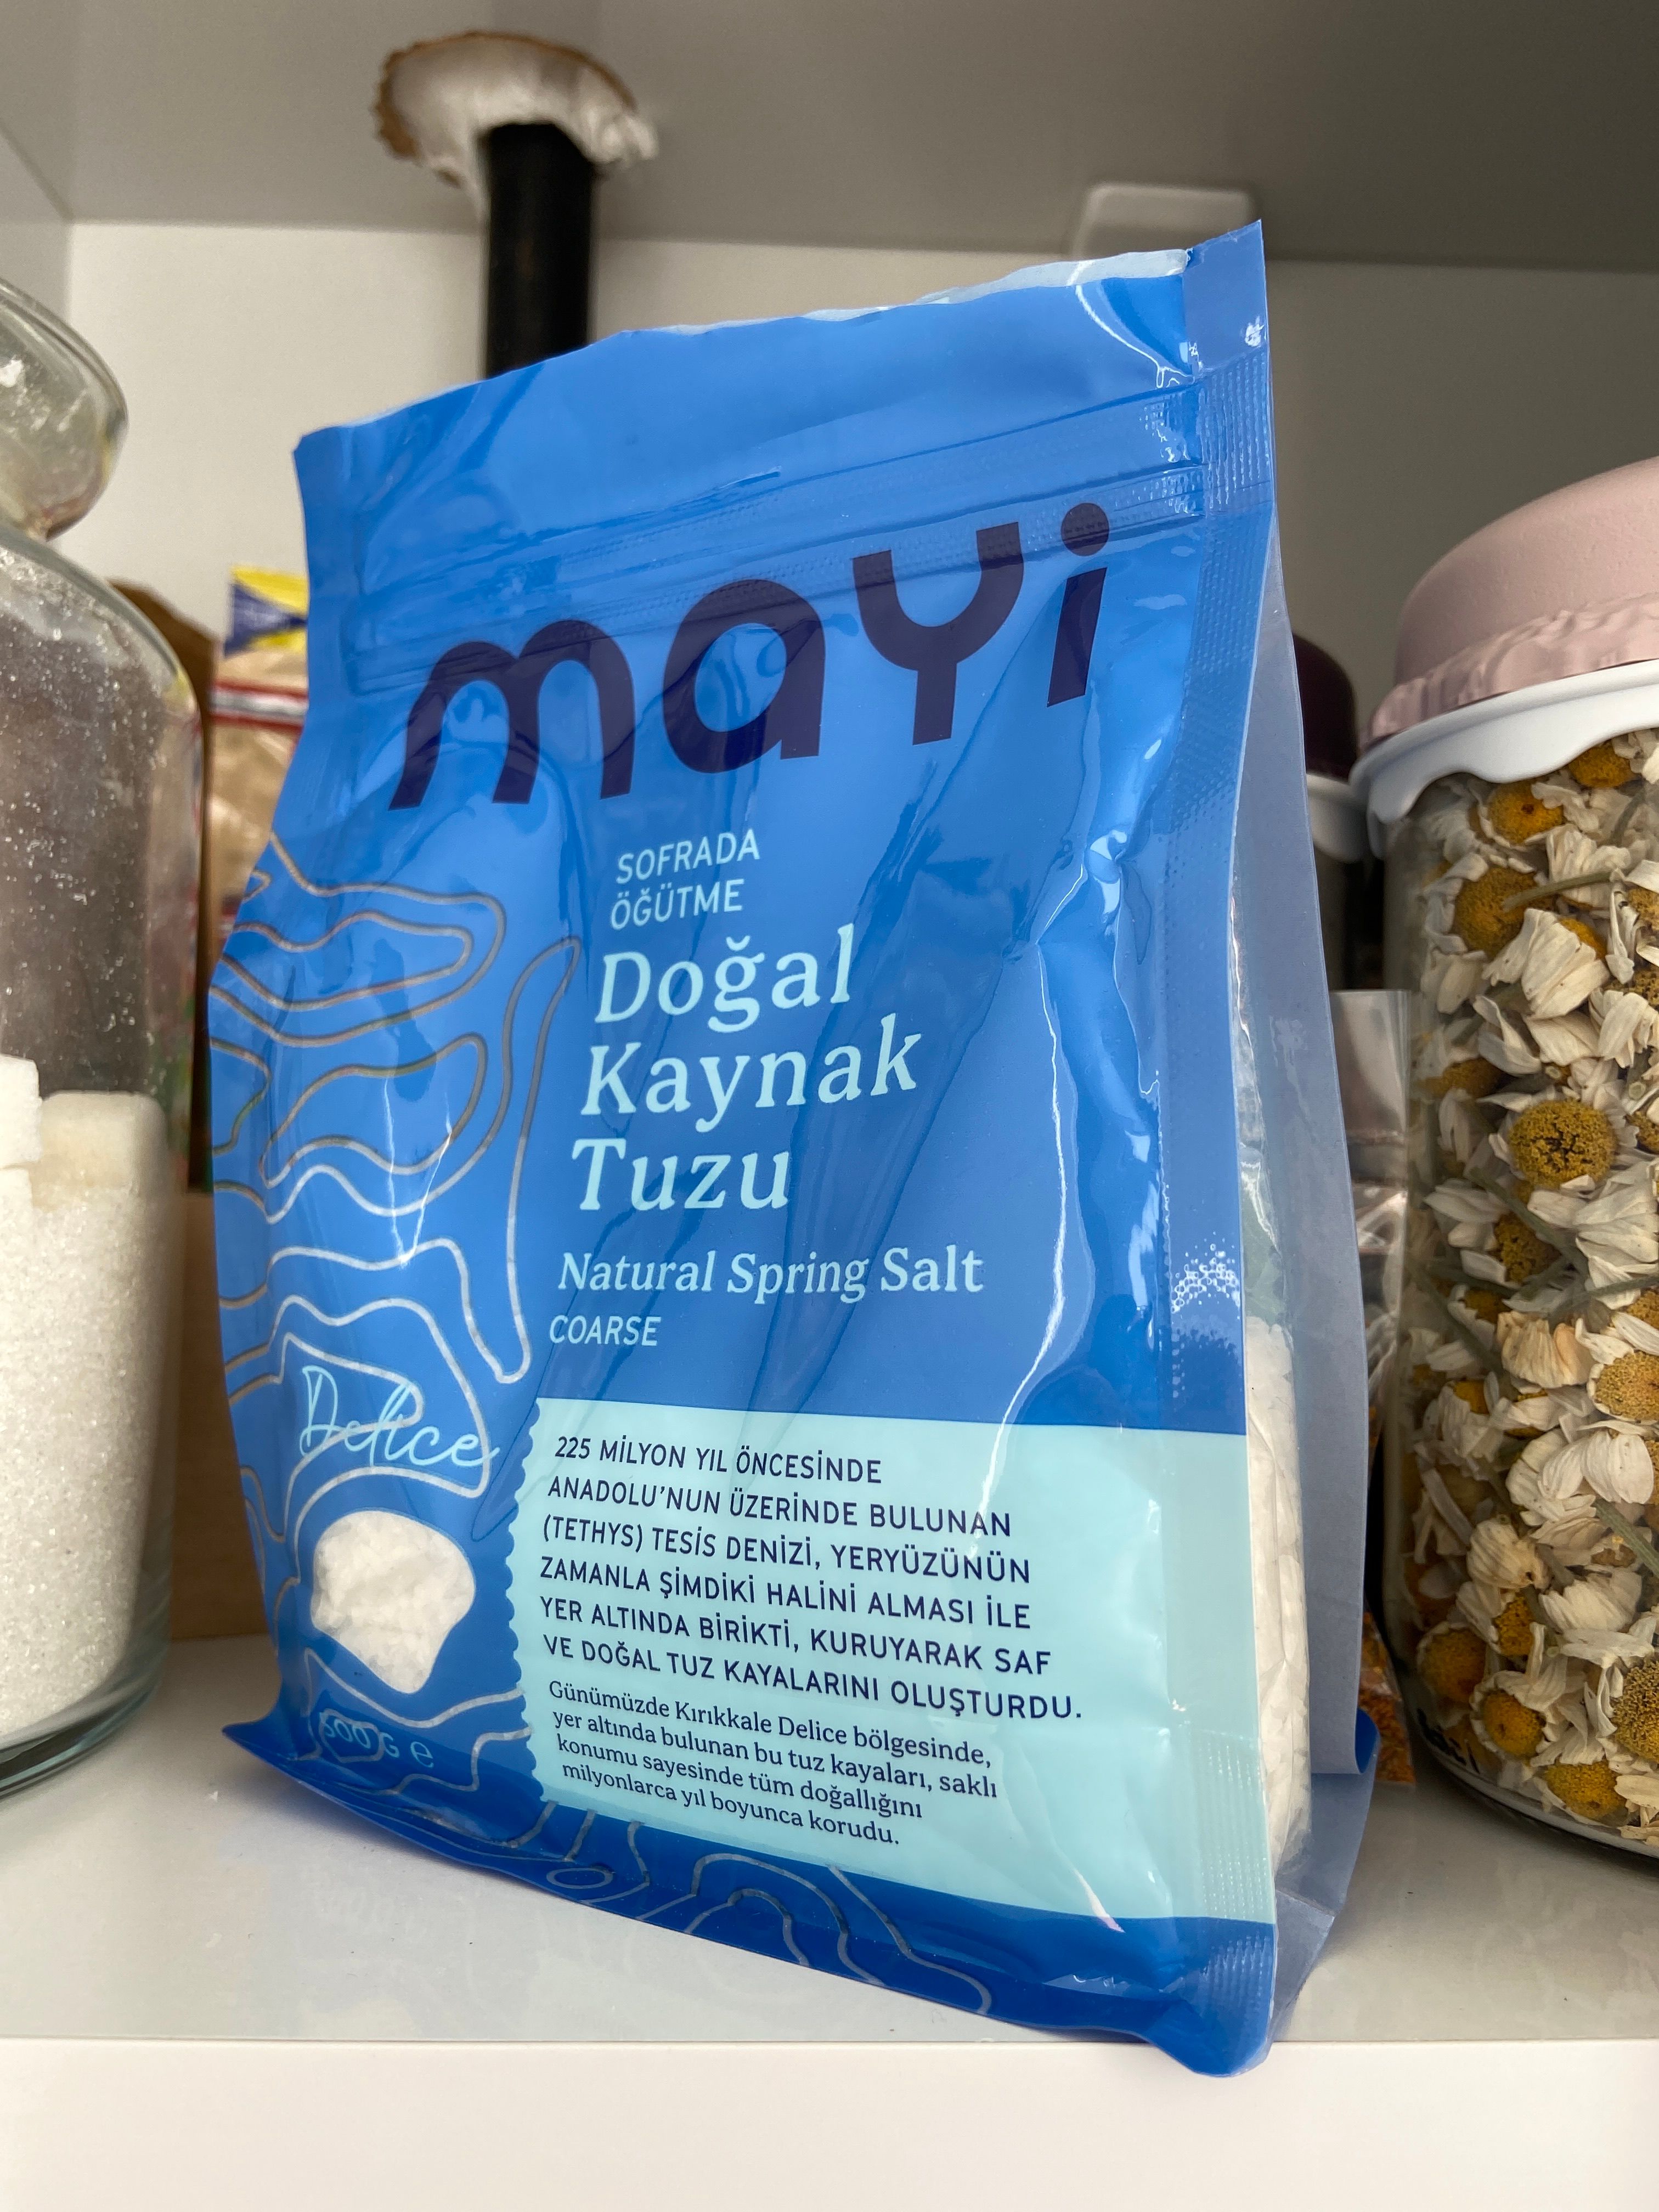 mayi
SOFRADA
ÖĞÜTME
Doğal
Kaynak
Tuzu
Natural Spring Salt
COARSE
Delice
225 MİLYON YIL ÖNCESİNDE
ANADOLU'NUN ÜZERİNDE BULUNAN
(TETHYS) TESİS DENİZİ, YERYÜZÜNÜN
ZAMANLA ŞİMDİKİ HALİNİ ALMASI İLE
YER ALTINDA BİRİKTİ, KURUYARAK SAF
VE DOĞAL TUZ KAYALARINI OLUŞTURDU.
Günümüzde Kırıkkale Delice bölgesinde,
yer altında bulunan bu tuz kayaları, saklı
konumu sayesinde tüm doğallığını
milyonlarca yıl boyunca korudu.
500 G e